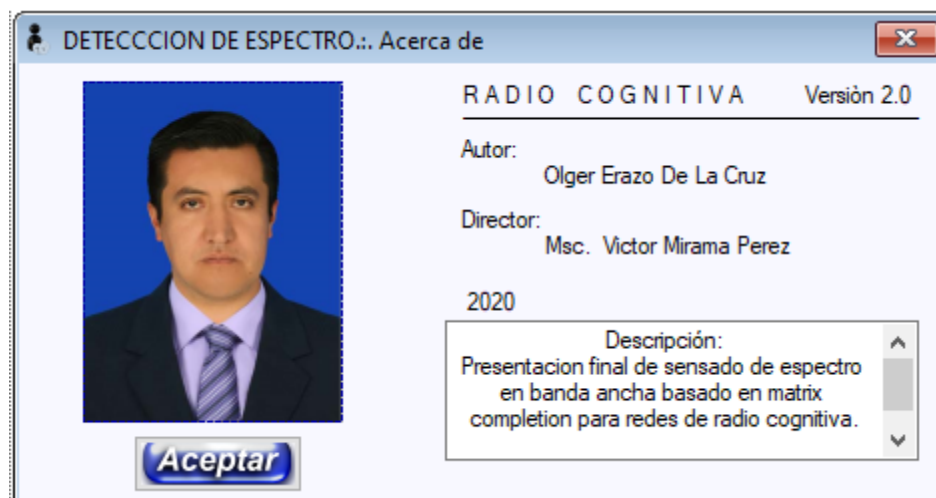 DETECCCION DE ESPECTRO.:. Acerca de
RADIO COGNITIVA Versiòn 2.0
Autor:
Olger Erazo De La Cruz
Director:
Msc. Victor Mirama Perez
2020
Descripción:
Presentacion final de sensado de espectro
en banda ancha basado en matrix
completion para redes de radio cognitiva.
Aceptar